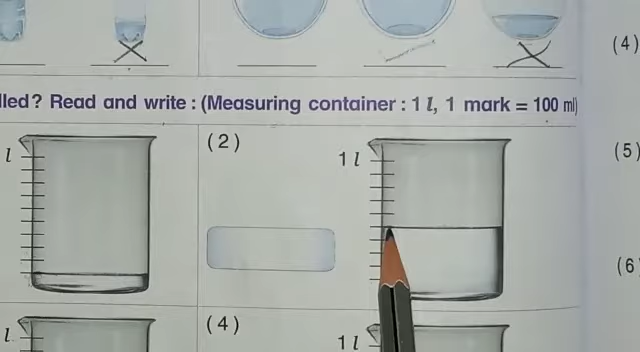 (4)
lled? Read and write : (Measuring container : 1 l, 1 mark = 100 ml)
l
(2)
1 l
(5)
(6
l
(4)
1 l